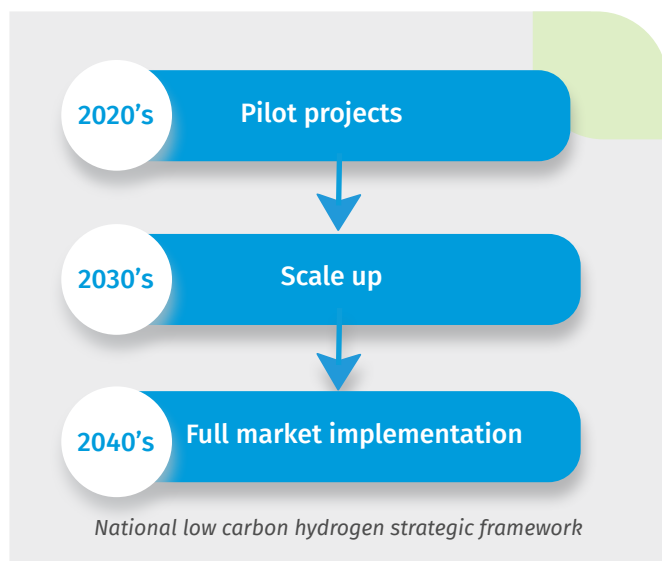 2020's
Pilot projects
2030's
Scale up
2040's
Full market implementation
National low carbon hydrogen strategic framework